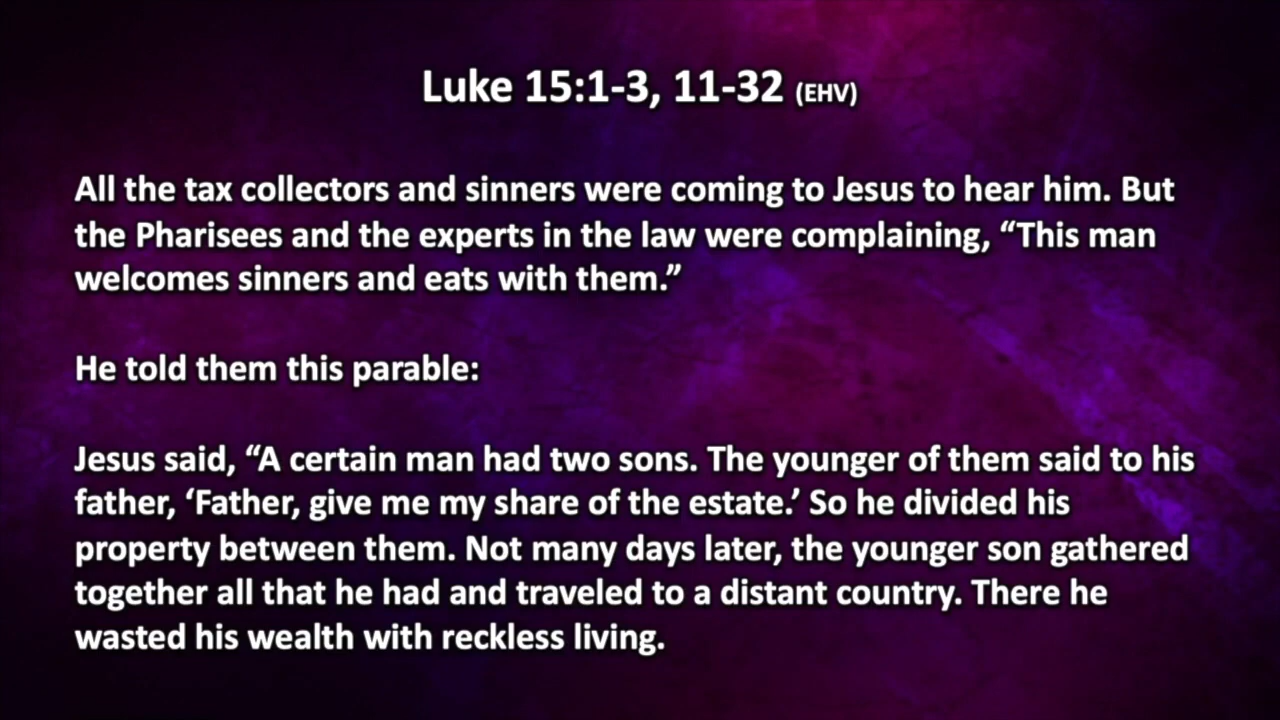 Luke 15:1-3, 11-32 (EHV)
All the tax collectors and sinners were coming to Jesus to hear him. But
the Pharisees and the experts in the law were complaining, “This man
welcomes sinners and eats with them.”
He told them this parable:
Jesus said, “A certain man had two sons. The younger of them said to his
father, ‘Father, give me my share of the estate.’ So he divided his
property between them. Not many days later, the younger son gathered
together all that he had and traveled to a distant country. There he
wasted his wealth with reckless living.